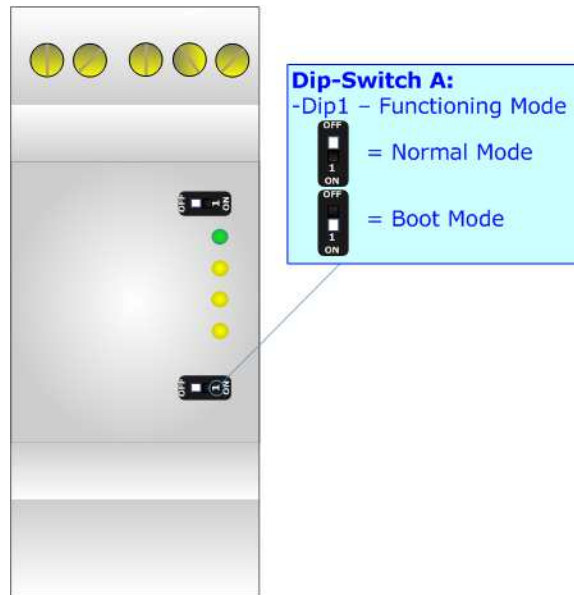 Dip-Switch A:
-Dip1 – Functioning Mode
OFF
1
ON
= Normal Mode
OFF
1
ON
= Boot Mode
OFF
1
ON
OFF
1
ON